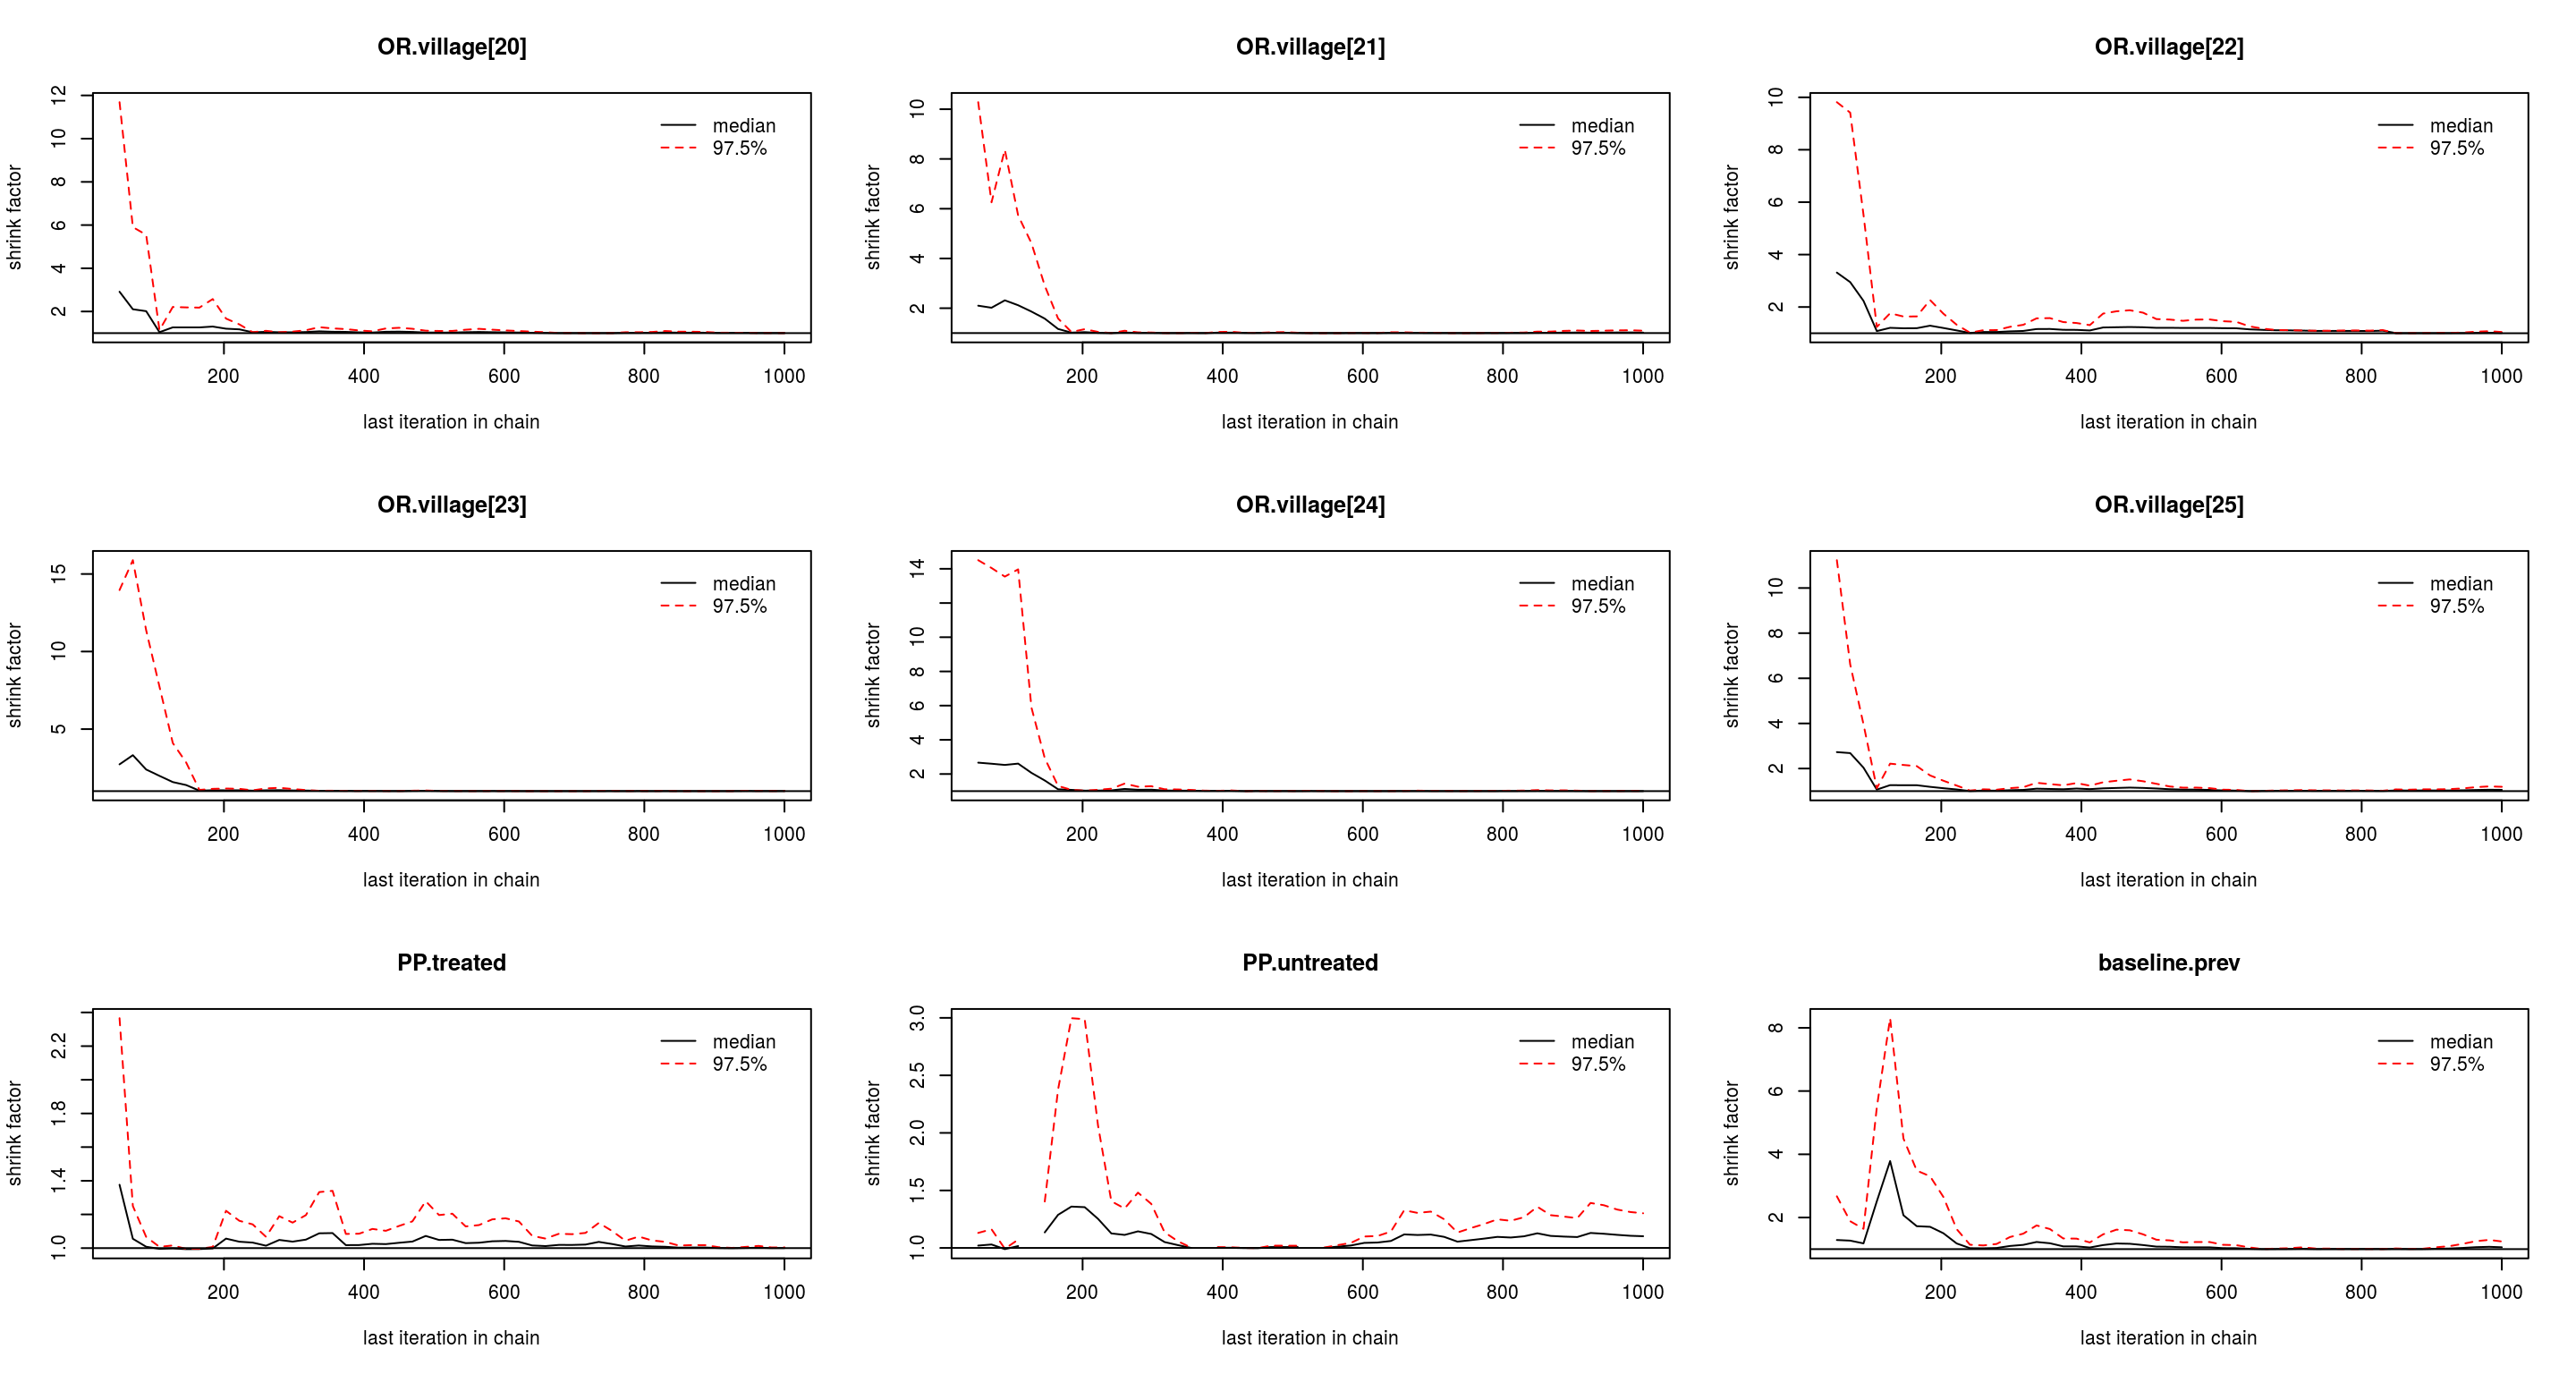 OR.village[20]
shrink factor
2 4 6 8 10 12
median
97.5%
200 400 600 800 1000
last iteration in chain
OR.village[21]
shrink factor
2 4 6 8 10
median
97.5%
200 400 600 800 1000
last iteration in chain
OR.village[22]
shrink factor
2 4 6 8 10
median
97.5%
200 400 600 800 1000
last iteration in chain
OR.village[23]
shrink factor
5 10 15
median
97.5%
200 400 600 800 1000
last iteration in chain
OR.village[24]
shrink factor
2 4 6 8 10 14
median
97.5%
200 400 600 800 1000
last iteration in chain
OR.village[25]
shrink factor
2 4 6 8 10
median
97.5%
200 400 600 800 1000
last iteration in chain
PP.treated
shrink factor
1.0 1.4 1.8 2.2
median
97.5%
200 400 600 800 1000
last iteration in chain
PP.untreated
shrink factor
1.0 1.5 2.0 2.5 3.0
median
97.5%
200 400 600 800 1000
last iteration in chain
baseline.prev
shrink factor
2 4 6 8
median
97.5%
200 400 600 800 1000
last iteration in chain